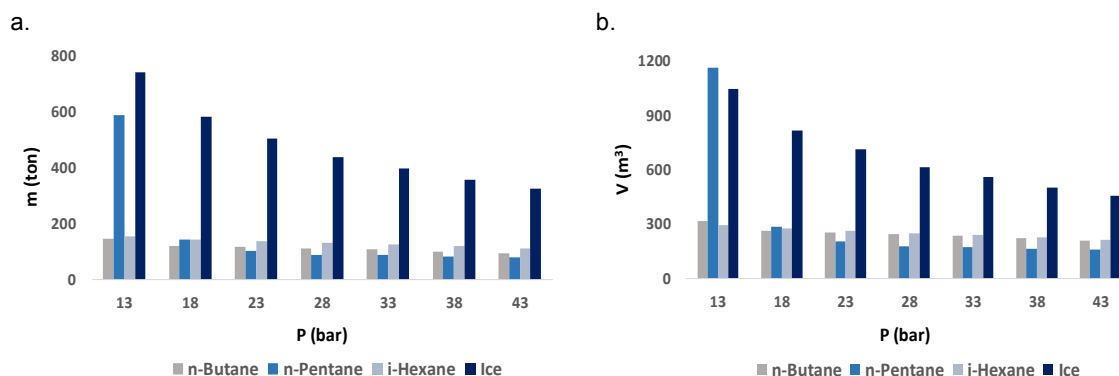 a.
800
600
400
200
0
m (ton)
13 18 23 28 33 38 43
P (bar)
n-Butane n-Pentane i-Hexane Ice
b.
1200
900
600
300
0
V (m³)
13 18 23 28 33 38 43
P (bar)
n-Butane n-Pentane i-Hexane Ice